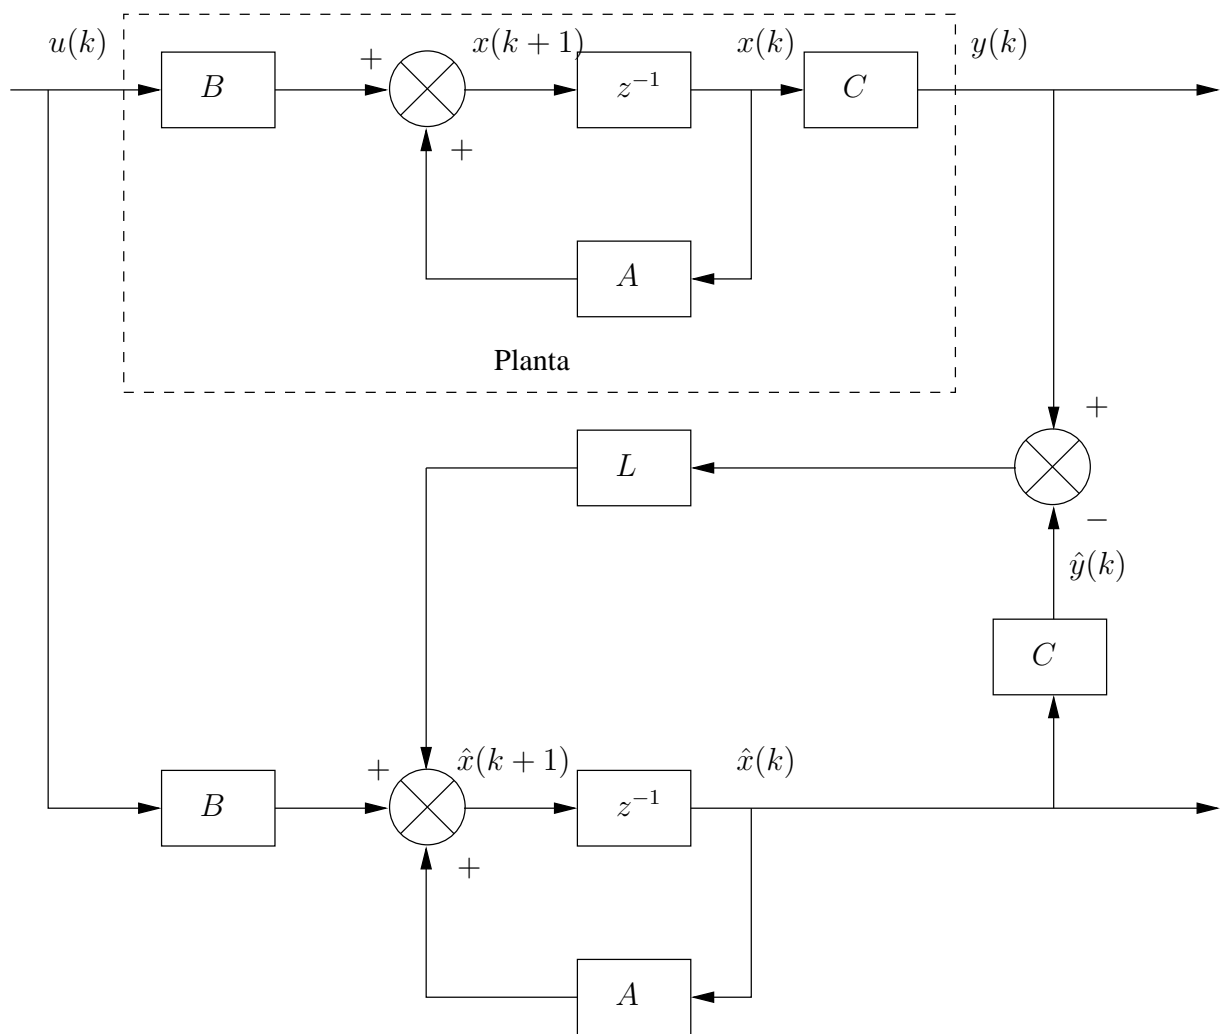 u(k) x(k+1) x(k) y(k)
+ B z⁻¹ C
+
A
Planta
+
L
−
ŷ(k)
C
x̂(k+1) x̂(k)
+
B z⁻¹
+
A